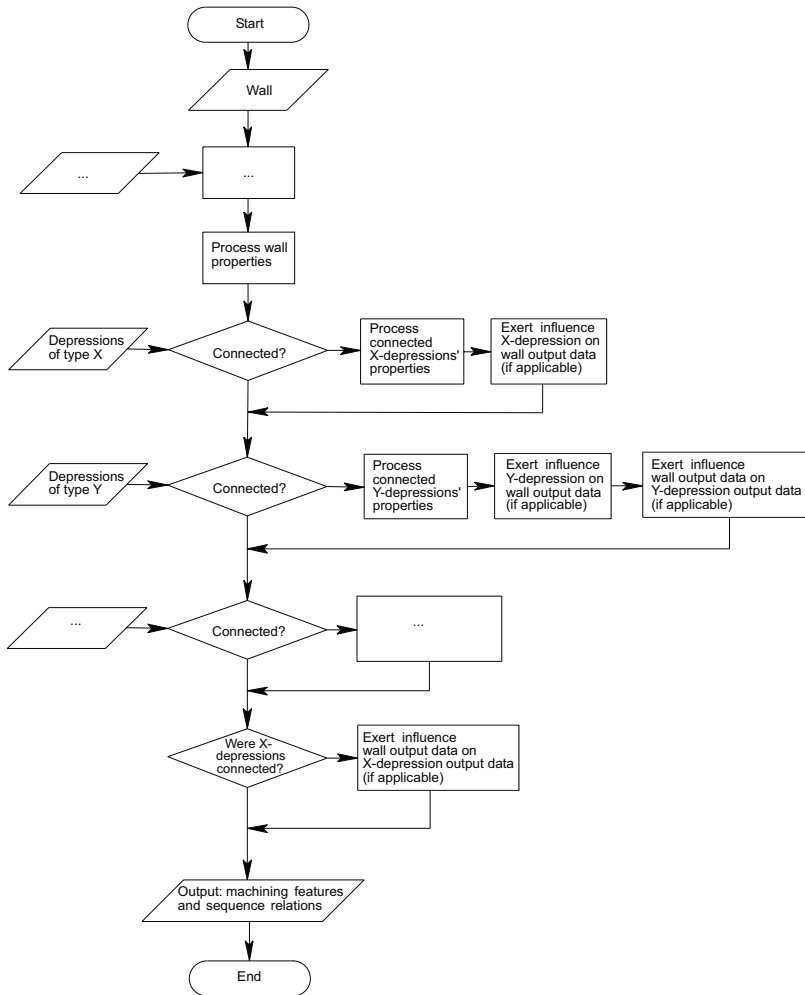 Start
Wall
...
...
Process wall
properties
Depressions
of type X
Connected?
Process
connected
X-depressions'
properties
Exert influence
X-depression on
wall output data
(if applicable)
Depressions
of type Y
Connected?
Process
connected
Y-depressions'
properties
Exert influence
Y-depression on
wall output data
(if applicable)
Exert influence
wall output data on
Y-depression output data
(if applicable)
...
Connected?
...
Were X-
depressions
connected?
Exert influence
wall output data on
X-depression output data
(if applicable)
Output: machining features
and sequence relations
End